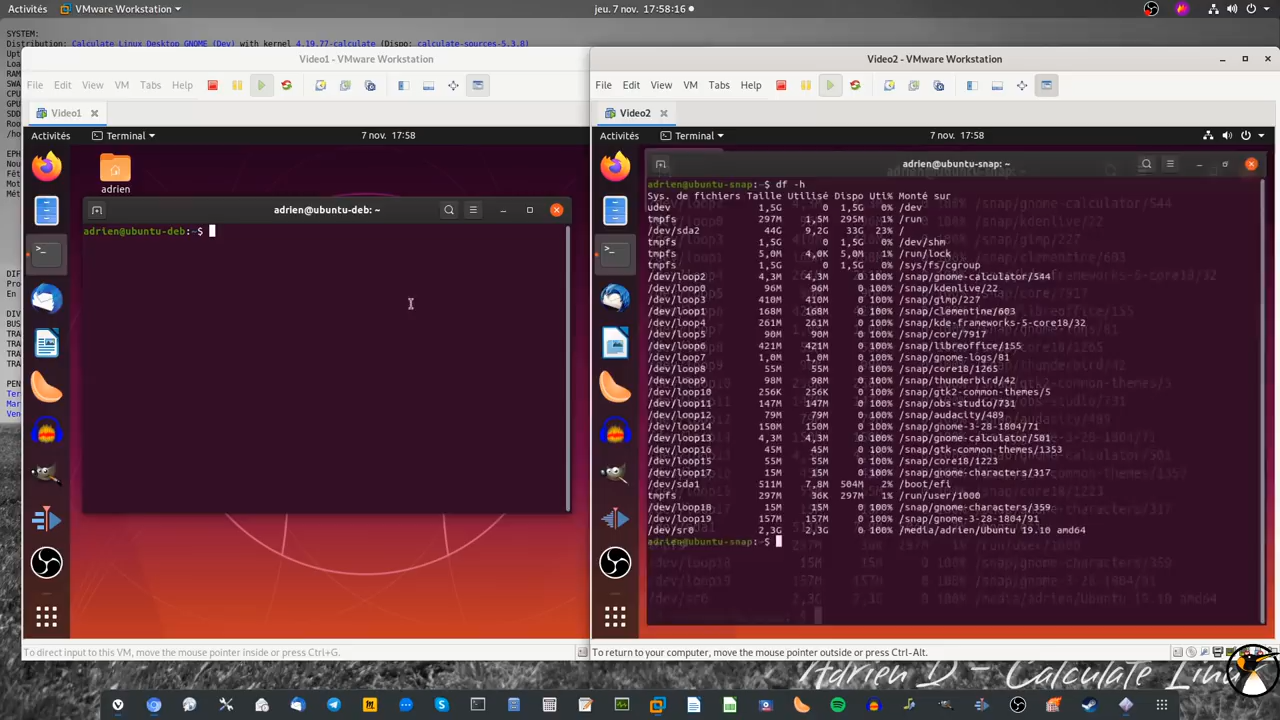 Activités
VMware Workstation
jeu. 7 nov. 17:58:16
SYSTEM:
Distribution: Calculate Linux Desktop GNOME (Dev) with kernel 4.19.77-calculate (Dispo: calculate-sources-5.3.8)
Video1 - VMware Workstation
File Edit View VM Tabs Help
Video1
Activités Terminal 7 nov. 17:58
adrien
adrien@ubuntu-deb: ~
adrien@ubuntu-deb:~$
To direct input to this VM, move the mouse pointer inside or press Ctrl+G.
Video2 - VMware Workstation
File Edit View VM Tabs Help
Video2
Activités Terminal 7 nov. 17:58
adrien@ubuntu-snap: ~
adrien@ubuntu-snap:~$ df -h
Sys. de fichiers Taille Utilisé Dispo Uti% Monté sur
udev 1,5G 0 1,5G 0% /dev
tmpfs 297M 1,5M 295M 1% /run
/dev/sda2 44G 9,2G 33G 23% /
tmpfs 1,5G 0 1,5G 0% /dev/shm
tmpfs 5,0M 4,0K 5,0M 1% /run/lock
tmpfs 1,5G 0 1,5G 0% /sys/fs/cgroup
/dev/loop2 4,3M 4,3M 0 100% /snap/gnome-calculator/544
/dev/loop0 96M 96M 0 100% /snap/kdenlive/22
/dev/loop3 410M 410M 0 100% /snap/gimp/227
/dev/loop1 168M 168M 0 100% /snap/clementine/603
/dev/loop4 261M 261M 0 100% /snap/kde-frameworks-5-core18/32
/dev/loop5 90M 90M 0 100% /snap/core/7917
/dev/loop6 421M 421M 0 100% /snap/libreoffice/155
/dev/loop7 1,0M 1,0M 0 100% /snap/gnome-logs/81
/dev/loop8 55M 55M 0 100% /snap/core18/1265
/dev/loop9 98M 98M 0 100% /snap/thunderbird/42
/dev/loop10 256K 256K 0 100% /snap/gtk2-common-themes/5
/dev/loop11 147M 147M 0 100% /snap/obs-studio/731
/dev/loop12 79M 79M 0 100% /snap/audacity/489
/dev/loop14 150M 150M 0 100% /snap/gnome-3-28-1804/71
/dev/loop13 4,3M 4,3M 0 100% /snap/gnome-calculator/501
/dev/loop16 45M 45M 0 100% /snap/gtk-common-themes/1353
/dev/loop15 55M 55M 0 100% /snap/core18/1223
/dev/loop17 15M 15M 0 100% /snap/gnome-characters/317
/dev/sda1 511M 7,8M 504M 2% /boot/efi
tmpfs 297M 36K 297M 1% /run/user/1000
/dev/loop18 15M 15M 0 100% /snap/gnome-characters/359
/dev/loop19 157M 157M 0 100% /snap/gnome-3-28-1804/91
/dev/sr0 2,3G 2,3G 0 100% /media/adrien/Ubuntu 19.10 amd64
adrien@ubuntu-snap:~$
To return to your computer, move the mouse pointer outside or press Ctrl-Alt.
Adrien D - Calculate